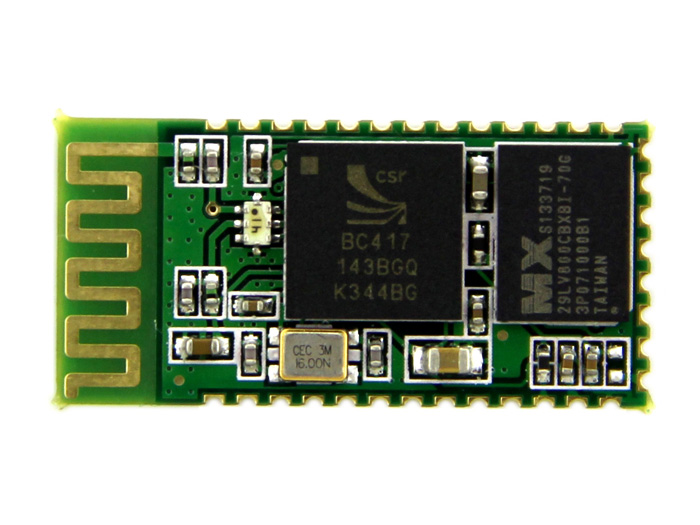 csr
BC417
143BGQ
K344BG
MX
S133719
29LV800CBXBI-70G
3P071000B1
TAIWAN
CEC 3M
16.00N